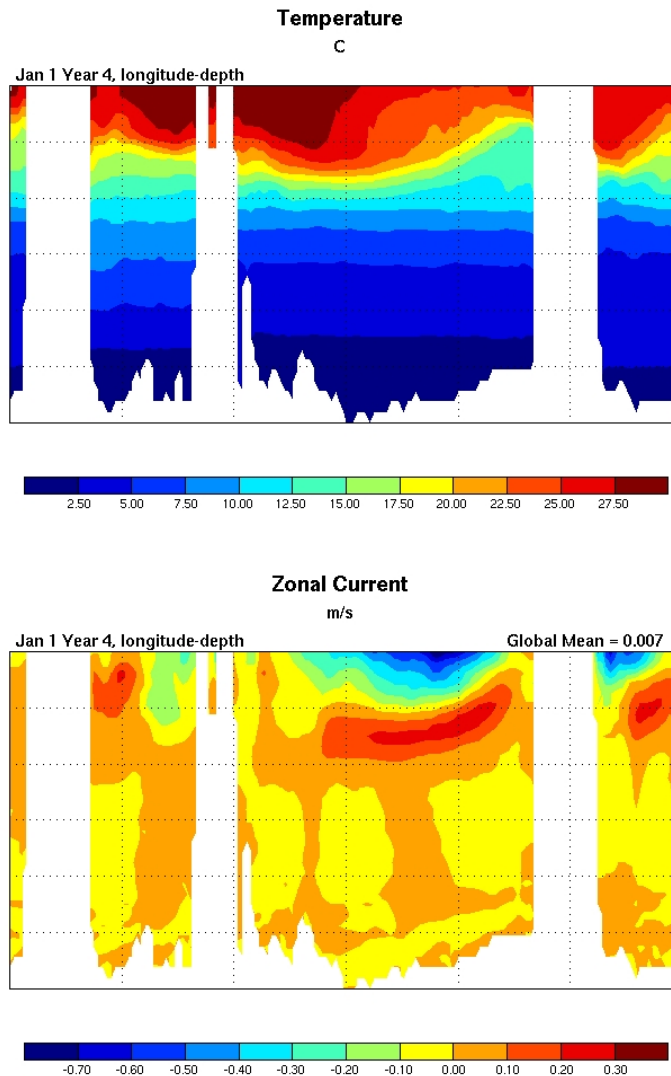 Temperature
C
Jan 1 Year 4, longitude-depth
2.50 5.00 7.50 10.00 12.50 15.00 17.50 20.00 22.50 25.00 27.50
Zonal Current
m/s
Jan 1 Year 4, longitude-depth Global Mean = 0.007
-0.70 -0.60 -0.50 -0.40 -0.30 -0.20 -0.10 0.00 0.10 0.20 0.30